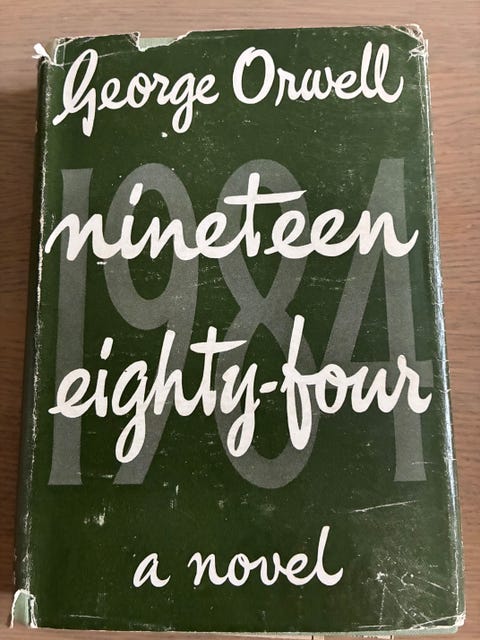 George Orwell
1984
nineteen
eighty-four
a novel